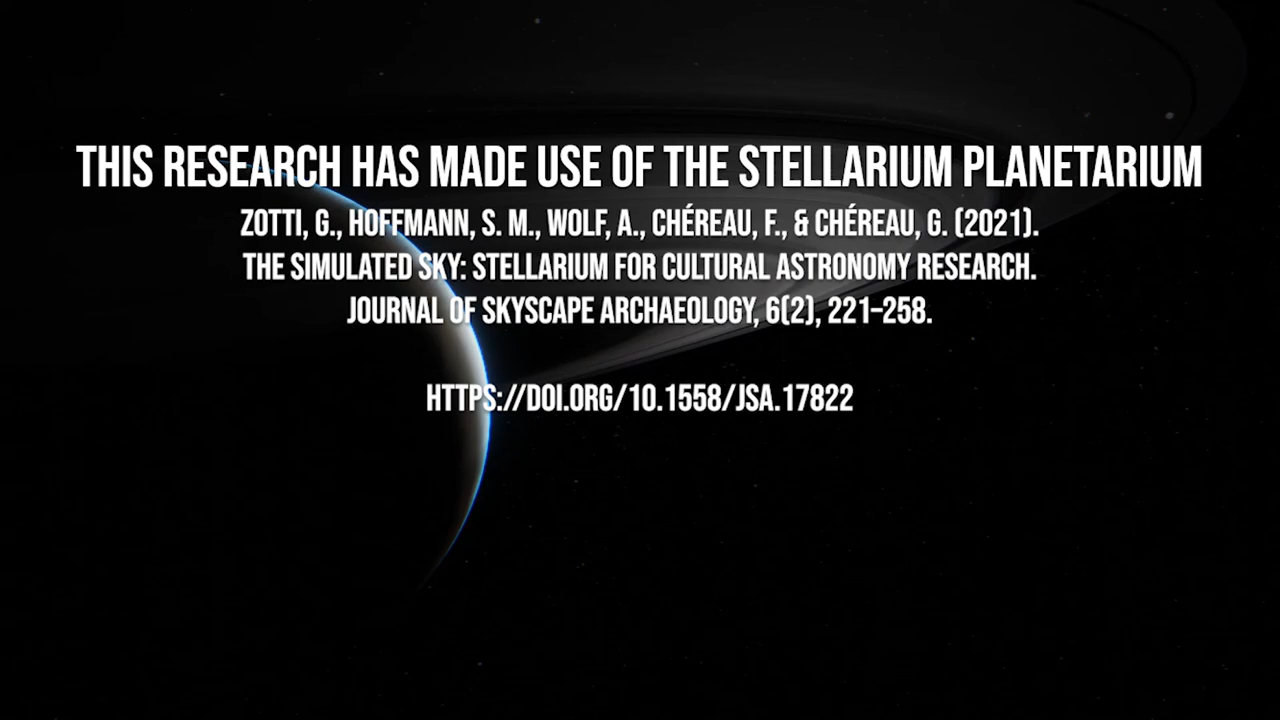 THIS RESEARCH HAS MADE USE OF THE STELLARIUM PLANETARIUM
ZOTTI, G., HOFFMANN, S. M., WOLF, A., CHÉREAU, F., & CHÉREAU, G. (2021).
THE SIMULATED SKY: STELLARIUM FOR CULTURAL ASTRONOMY RESEARCH.
JOURNAL OF SKYSCAPE ARCHAEOLOGY, 6(2), 221–258.
HTTPS://DOI.ORG/10.1558/JSA.17822